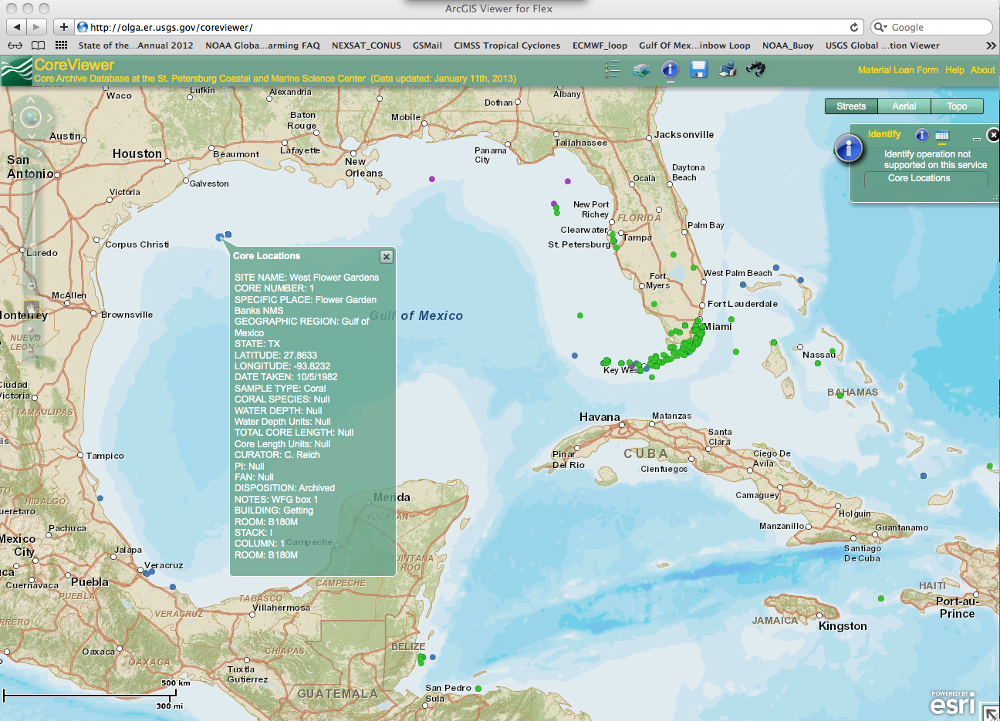 ArcGIS Viewer for Flex
http://olga.er.usgs.gov/coreviewer/
Google
State of the...Annual 2012 NOAA Globa...arming FAQ NEXSAT_CONUS GSMail CIMSS Tropical Cyclones ECMWF_loop Gulf Of Mex...inbow Loop NOAA_Buoy USGS Global ...tion Viewer
CoreViewer
Core Archive Database at the St. Petersburg Coastal and Marine Science Center (Data updated: January 11th, 2013)
Material Loan Form Help About
Streets Aerial Topo
Identify
Identify operation not
supported on this service
Core Locations
Waco
Lufkin
Alexandria
Dothan
Albany
Baton
Rouge
Mobile
Austin
Houston
Beaumont
Lafayette
New
Orleans
Panama
City
Tallahassee
Jacksonville
San
Antonio
Galveston
Victoria
Daytona
Beach
Ocala
New Port
Richey
FLORIDA
Clearwater
Tampa
St. Petersburg
Palm Bay
Corpus Christi
Laredo
Fort
Myers
West Palm Beach
Fort Lauderdale
McAllen
Brownsville
Monterrey
NUEVO
LEÓN
Gulf of Mexico
Miami
Key Wes
Nassau
BAHAMAS
Ciudad
Victoria
TAMAULIPAS
Core Locations
SITE NAME: West Flower Gardens
CORE NUMBER: 1
SPECIFIC PLACE: Flower Garden
Banks NMS
GEOGRAPHIC REGION: Gulf of
Mexico
STATE: TX
LATITUDE: 27.8633
LONGITUDE: -93.8232
DATE TAKEN: 10/5/1982
SAMPLE TYPE: Coral
CORAL SPECIES: Null
WATER DEPTH: Null
Water Depth Units: Null
TOTAL CORE LENGTH: Null
Core Length Units: Null
CURATOR: C. Reich
PI: Null
FAN: Null
DISPOSITION: Archived
NOTES: WFG box 1
BUILDING: Getting
ROOM: B180M
STACK: I
COLUMN: 1
ROOM: B180M
Havana
Matanzas
Santa
Clara
Pinar
Del Rio
CUBA
Cienfuegos
Ciego De
Avila
Camaguey
Holguin
Manzanillo
Guantanamo
Santiago
De Cuba
HAITI
Port-au-
Prince
JAMAICA
Kingston
Tampico
HIDALGO
ueretaro
Pachuca
Mexico
City
Jalapa
Veracruz
Cuernavaca
Puebla
PUEBLA
VERACRUZ
Merida
YUCATAN
Campeche
QUINTANA
ROO
CAMPECHE
TABASCO
Villahermosa
RRERO
Oaxaca
OAXACA
CHIAPAS
Tuxtla
Gutiérrez
BELIZE
GUATEMALA
San Pedro
Sula
500 km
300 mi
POWERED BY
esri